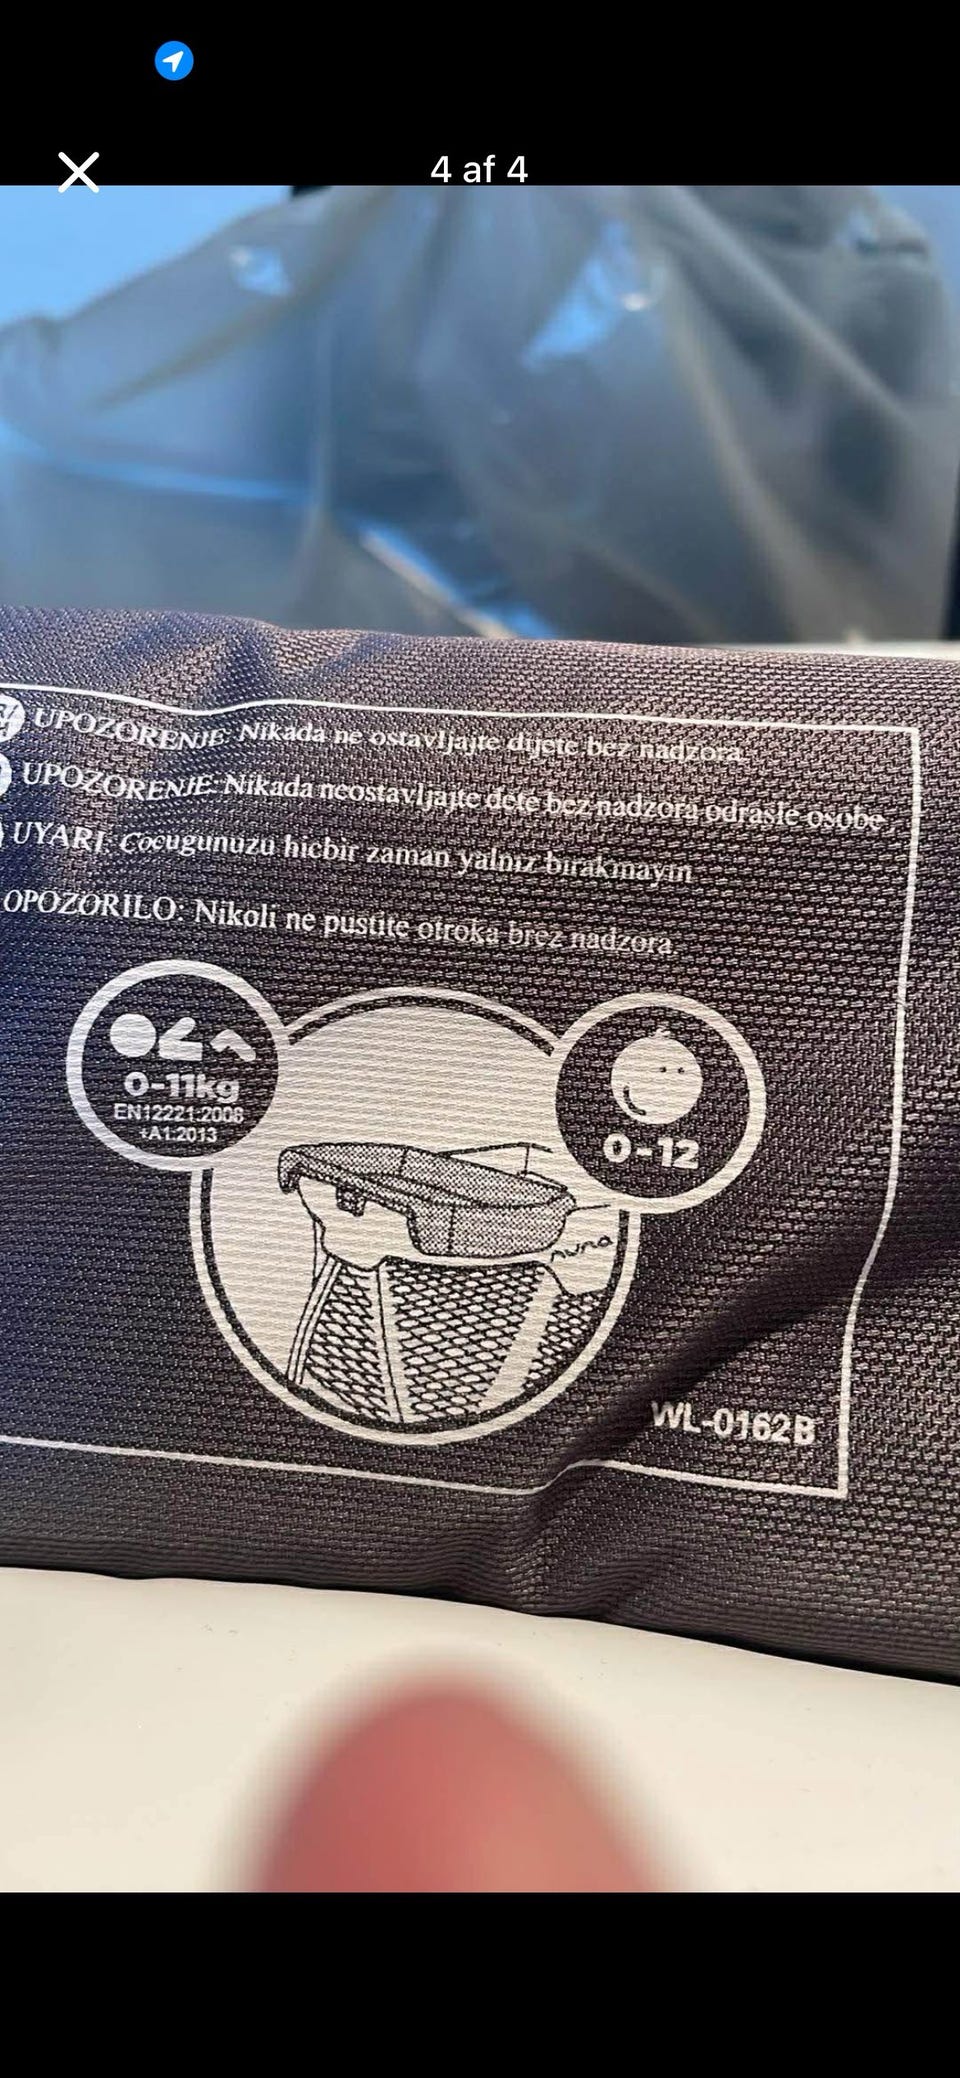 4 af 4
UPOZORENJE: Nikada ne ostavljajte dijete bez nadzora.
UPOZORENJE: Nikada neostavljajte dete bez nadzora odrasle osobe.
UYARI: Cocugunuzu hicbir zaman yalnız bırakmayın
OPOZORILO: Nikoli ne pustite otroka brez nadzora
0-11kg
EN12221:2008
+A1:2013
0-12
nuna
WL-0162B